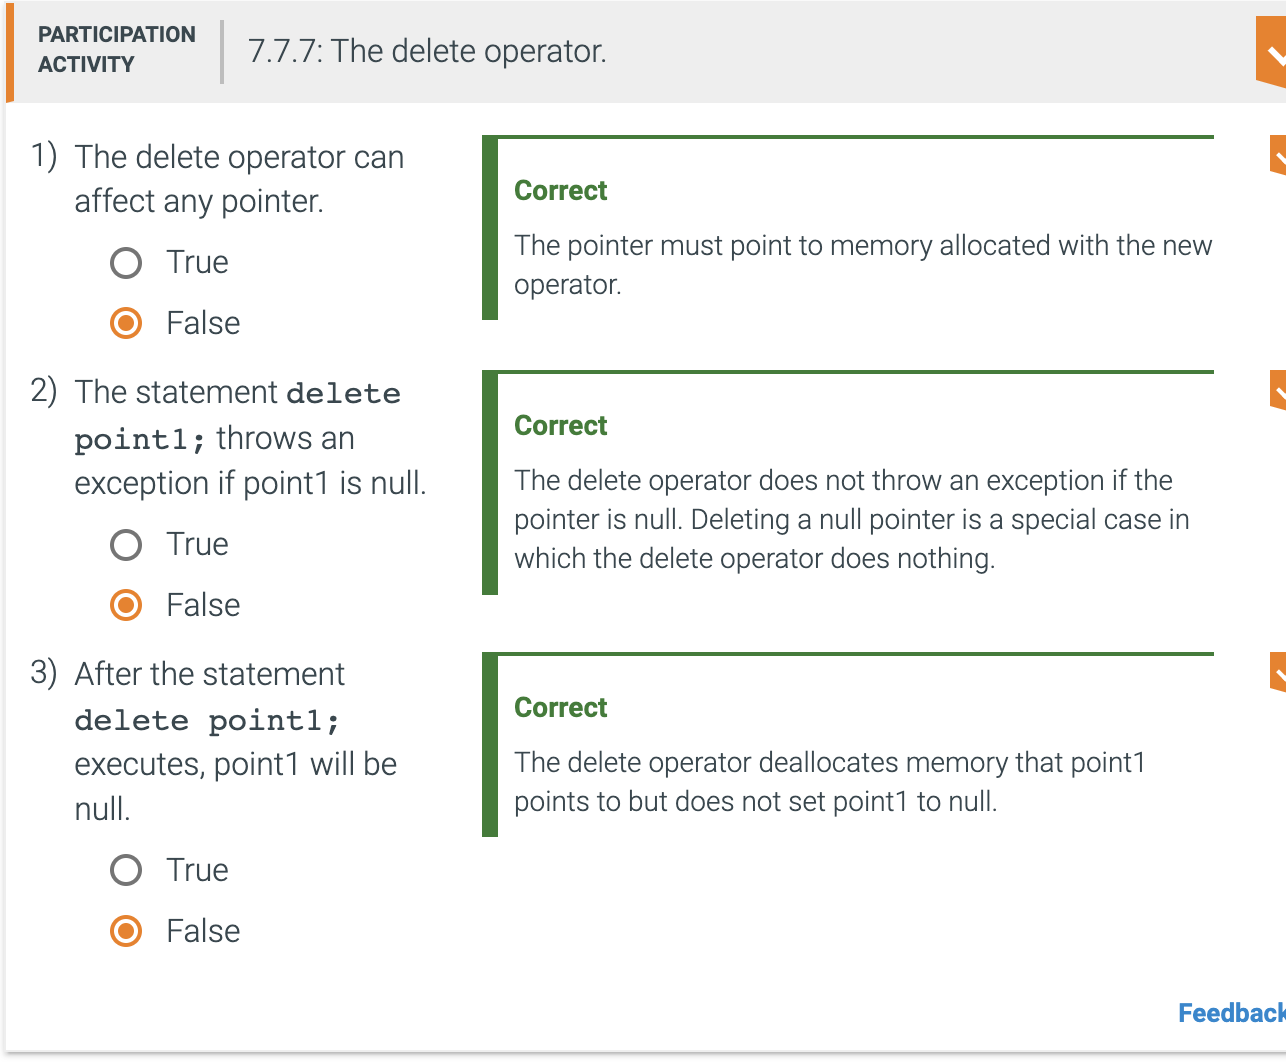 PARTICIPATION
ACTIVITY
7.7.7: The delete operator.
1) The delete operator can
affect any pointer.
True
False
Correct
The pointer must point to memory allocated with the new
operator.
2) The statement delete
point1; throws an
exception if point1 is null.
True
False
Correct
The delete operator does not throw an exception if the
pointer is null. Deleting a null pointer is a special case in
which the delete operator does nothing.
3) After the statement
delete point1;
executes, point1 will be
null.
True
False
Correct
The delete operator deallocates memory that point1
points to but does not set point1 to null.
Feedback